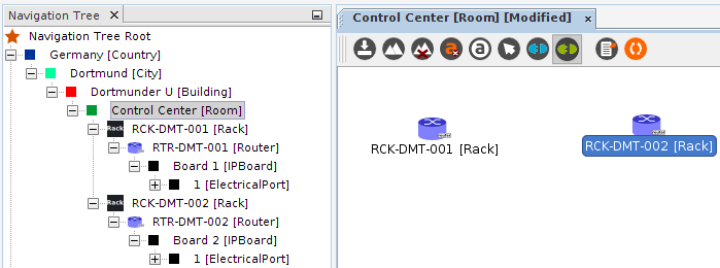 Navigation Tree
Navigation Tree Root
Germany [Country]
Dortmund [City]
Dortmunder U [Building]
Control Center [Room]
Rack RCK-DMT-001 [Rack]
RTR-DMT-001 [Router]
Board 1 [IPBoard]
1 [ElectricalPort]
Rack RCK-DMT-002 [Rack]
RTR-DMT-002 [Router]
Board 2 [IPBoard]
1 [ElectricalPort]
Control Center [Room] [Modified]
a a
RCK-DMT-001 [Rack]
RCK-DMT-002 [Rack]